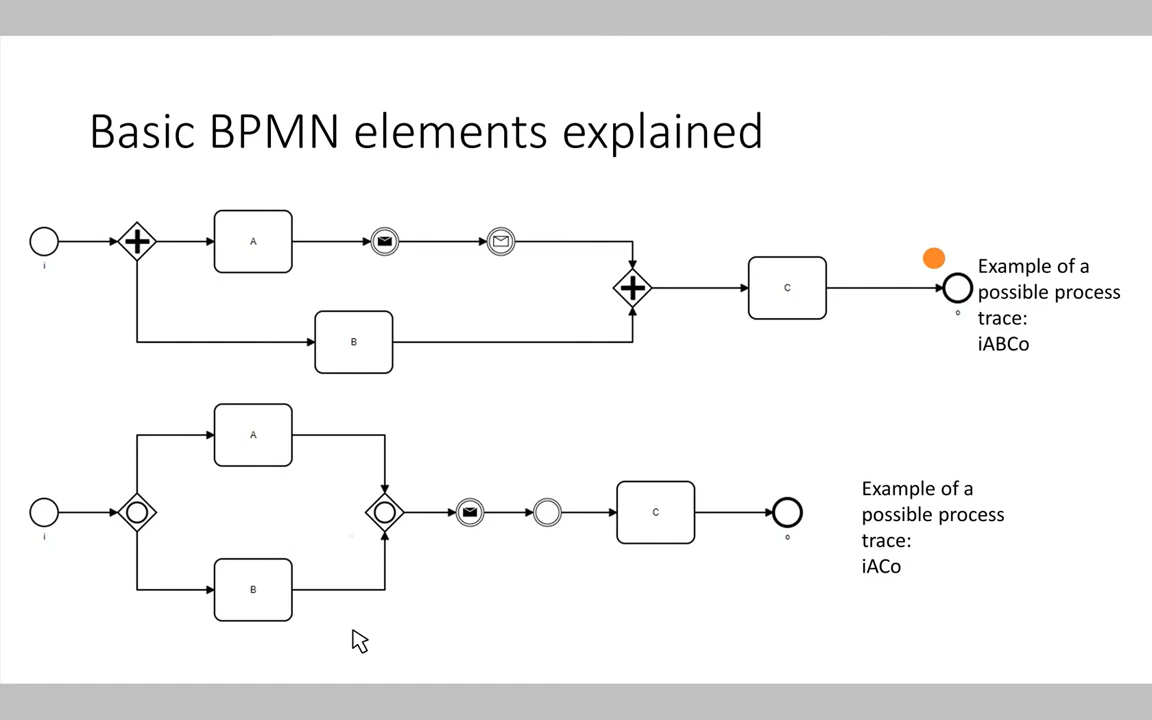 Basic BPMN elements explained
A
i
C
Example of a
possible process
trace:
iABCo
o
B
A
i
C
o
B
Example of a
possible process
trace:
iACo